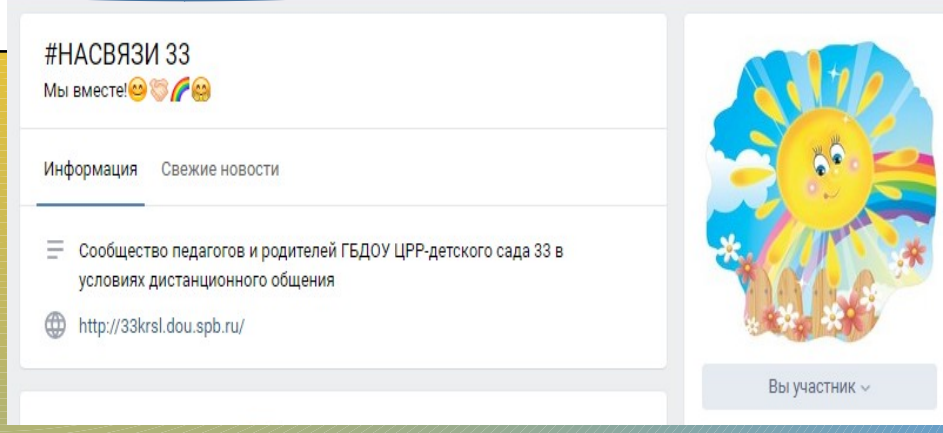 #НАСВЯЗИ 33
Мы вместе!😊🤝🏻🌈🤗
Информация Свежие новости
Сообщество педагогов и родителей ГБДОУ ЦРР-детского сада 33 в
условиях дистанционного общения
http://33krsl.dou.spb.ru/
Вы участник